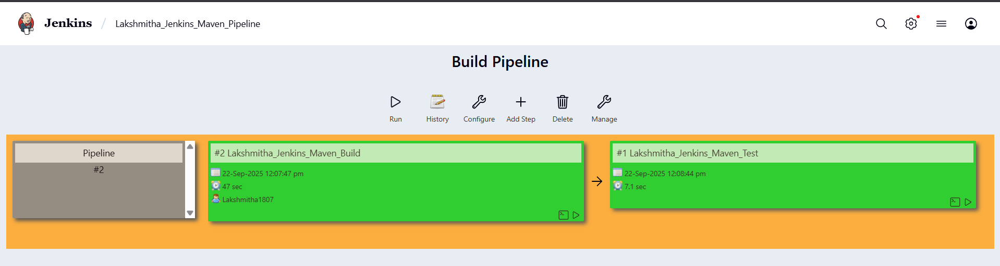 Jenkins / Lakshmitha_Jenkins_Maven_Pipeline
Build Pipeline
Run History Configure Add Step Delete Manage
Pipeline
#2
#2 Lakshmitha_Jenkins_Maven_Build
22-Sep-2025 12:07:47 pm
47 sec
Lakshmitha1807
#1 Lakshmitha_Jenkins_Maven_Test
22-Sep-2025 12:08:44 pm
7.1 sec